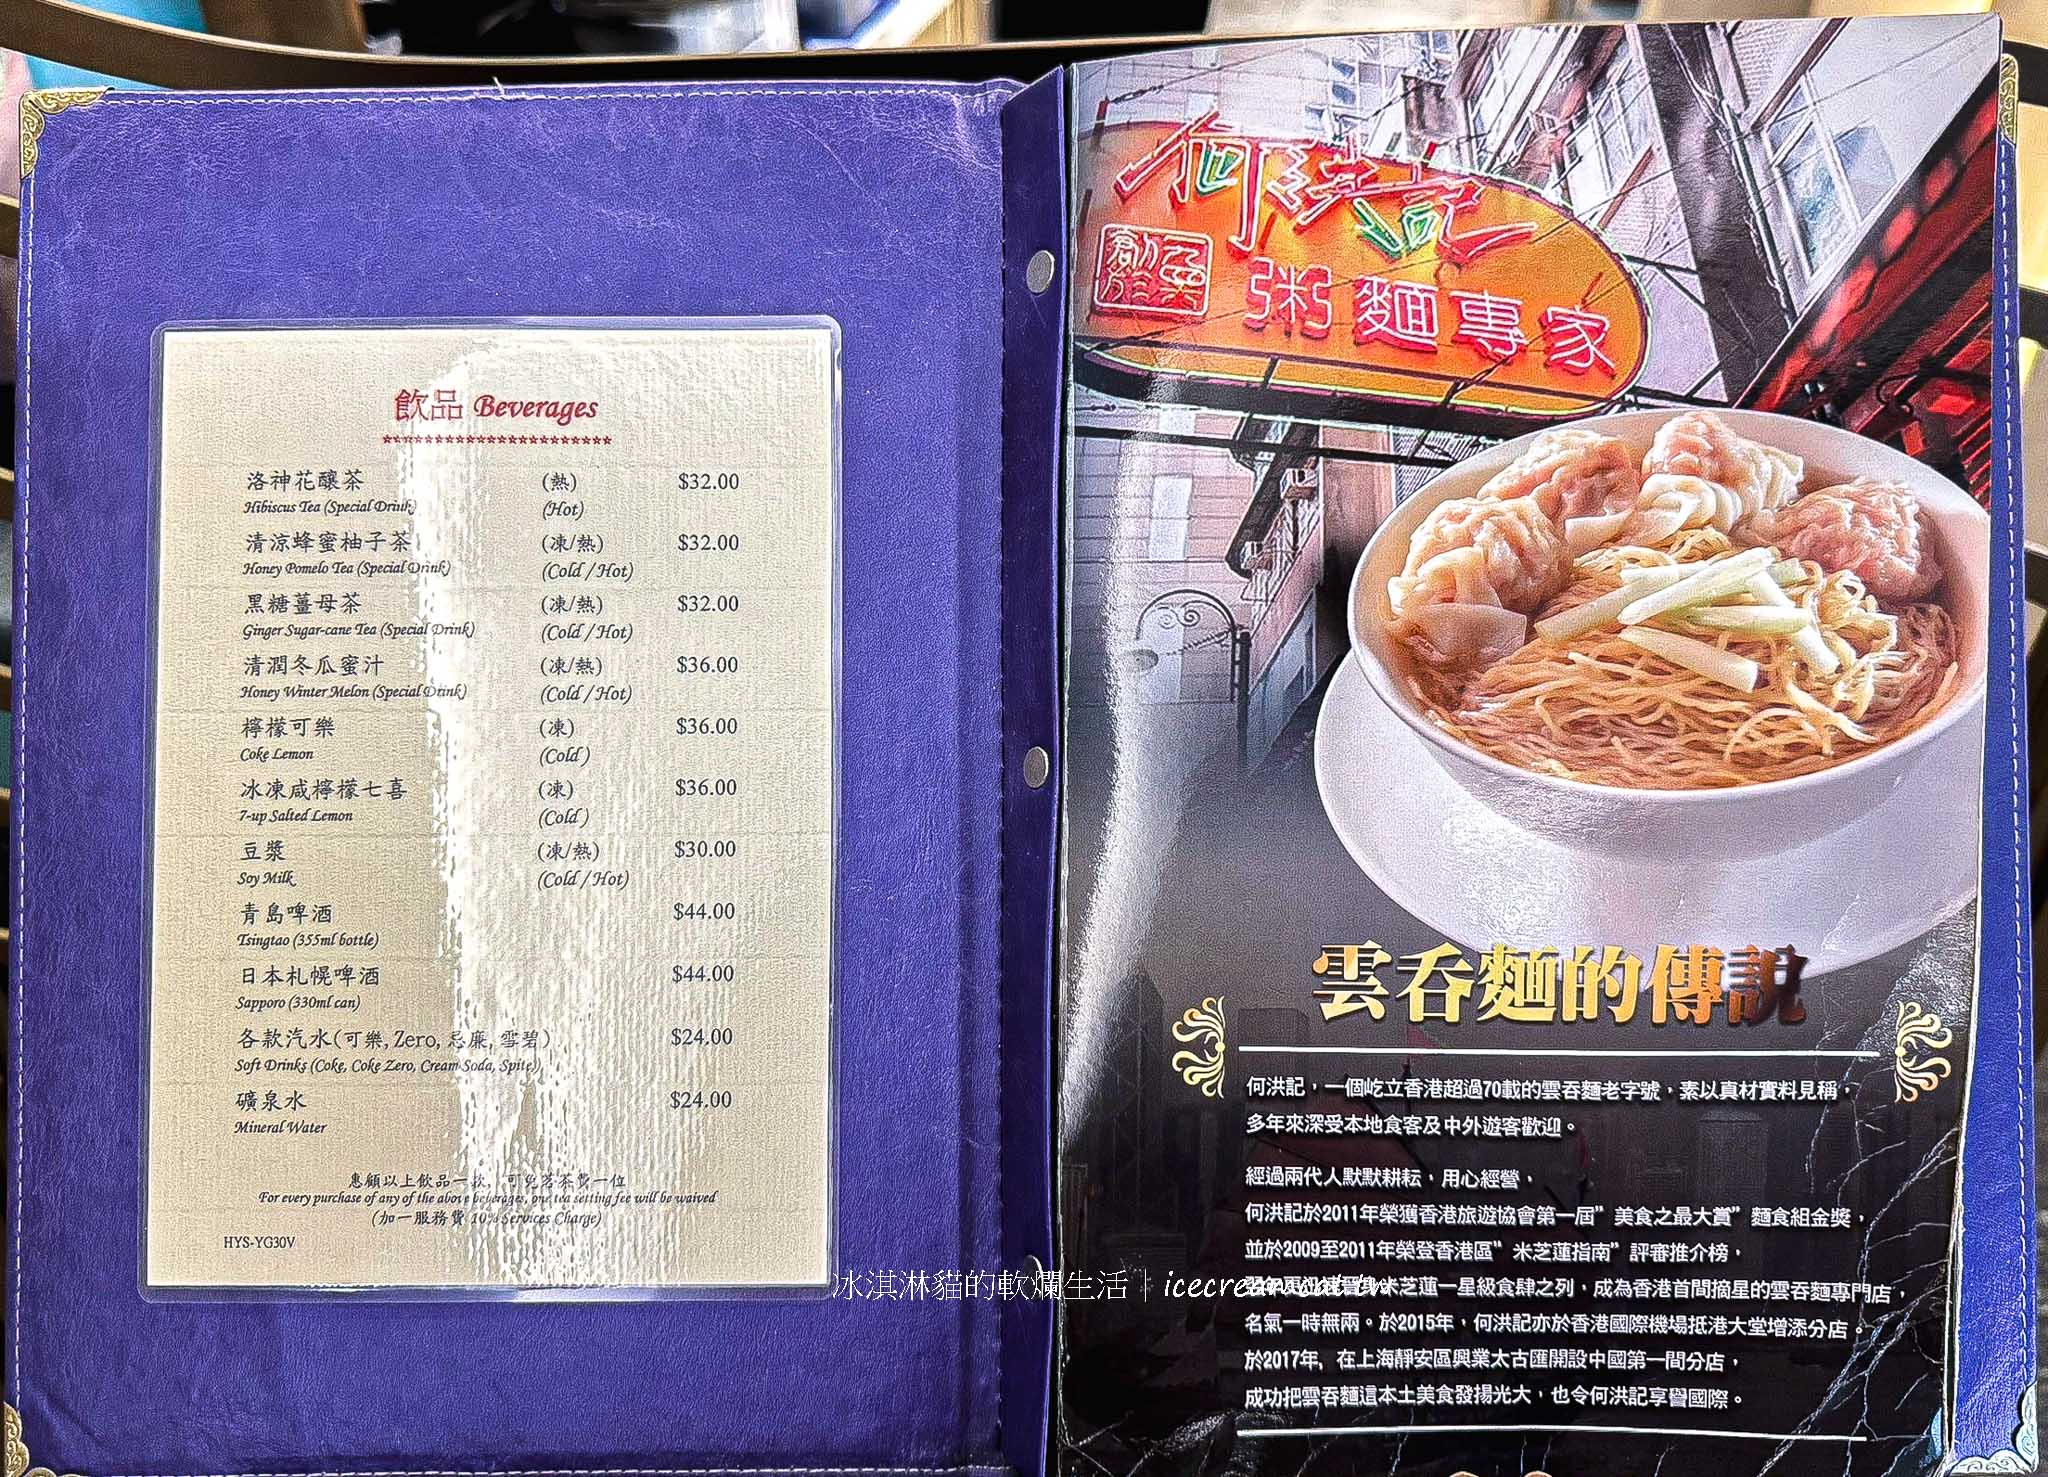 飲品 Beverages
洛神花釀茶 (熱) $32.00
Hibiscus Tea (Special Drink) (Hot)
清涼蜂蜜柚子茶 (凍/熱) $32.00
Honey Pomelo Tea (Special Drink) (Cold / Hot)
黑糖薑母茶 (凍/熱) $32.00
Ginger Sugar-cane Tea (Special Drink) (Cold / Hot)
清潤冬瓜蜜汁 (凍/熱) $36.00
Honey Winter Melon (Special Drink) (Cold / Hot)
檸檬可樂 (凍) $36.00
Coke Lemon (Cold)
冰凍咸檸檬七喜 (凍) $36.00
7-up Salted Lemon (Cold)
豆漿 (凍/熱) $30.00
Soy Milk (Cold / Hot)
青島啤酒 $44.00
Tsingtao (355ml bottle)
日本札幌啤酒 $44.00
Sapporo (330ml can)
各款汽水(可樂, Zero, 忌廉, 雪碧) $24.00
Soft Drinks (Coke, Coke Zero, Cream Soda, Spite)
礦泉水 $24.00
Mineral Water
惠顧以上飲品一款, 可免茗茶費一位
For every purchase of any of the above beverages, one tea setting fee will be waived
(加一服務費 10% Services Charge)
HYS-YG30V
何洪記
粥麵專家
雲吞麵的傳說
何洪記，一個屹立香港超過70載的雲吞麵老字號，素以真材實料見稱，
多年來深受本地食客及中外遊客歡迎。
經過兩代人默默耕耘，用心經營，
何洪記於2011年榮獲香港旅遊協會第一屆”美食之最大賞”麵食組金獎，
並於2009至2011年榮登香港區”米芝蓮指南”評審推介榜，
米芝蓮一星級食肆之列，成為香港首間摘星的雲吞麵專門店，
名氣一時無兩。於2015年，何洪記亦於香港國際機場抵港大堂增添分店。
於2017年，在上海靜安區興業太古匯開設中國第一間分店，
成功把雲吞麵這本土美食發揚光大，也令何洪記享譽國際。
冰淇淋貓的軟爛生活｜icecreamcat.tw